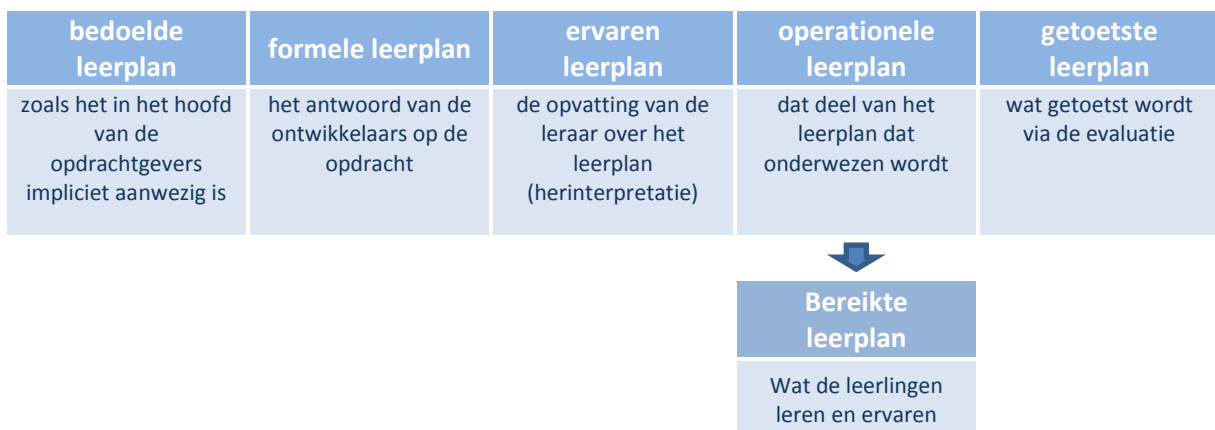 bedoelde
leerplan
zoals het in het hoofd
van de
opdrachtgevers
impliciet aanwezig is
formele leerplan
het antwoord van de
ontwikkelaars op de
opdracht
ervaren
leerplan
de opvatting van de
leraar over het
leerplan
(herinterpretatie)
operationele
leerplan
dat deel van het
leerplan dat
onderwezen wordt
getoetste
leerplan
wat getoetst wordt
via de evaluatie
Bereikte
leerplan
Wat de leerlingen
leren en ervaren